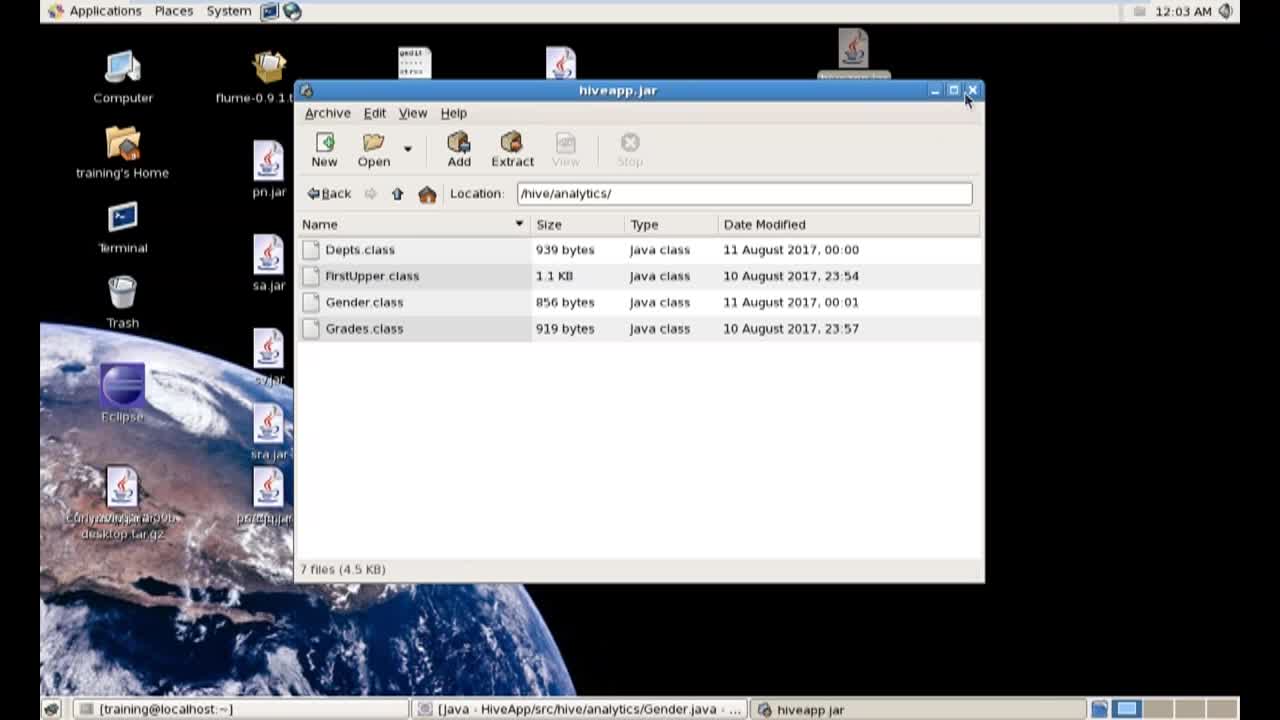 Applications Places System 12:03 AM
Computer
flume-0.9.1.t
gedit
training's Home
pn.jar
Terminal
sa.jar
Trash
Eclipse
sra.jar
desktop.tar.gz
hiveapp.jar
hiveapp.jar
Archive Edit View Help
New Open Add Extract View Stop
Back Location: /hive/analytics/
Name Size Type Date Modified
Depts.class 939 bytes Java class 11 August 2017, 00:00
FirstUpper.class 1.1 KB Java class 10 August 2017, 23:54
Gender.class 856 bytes Java class 11 August 2017, 00:01
Grades.class 919 bytes Java class 10 August 2017, 23:57
7 files (4.5 KB)
[training@localhost:~] [Java - HiveApp/src/hive/analytics/Gender.java - ... hiveapp.jar